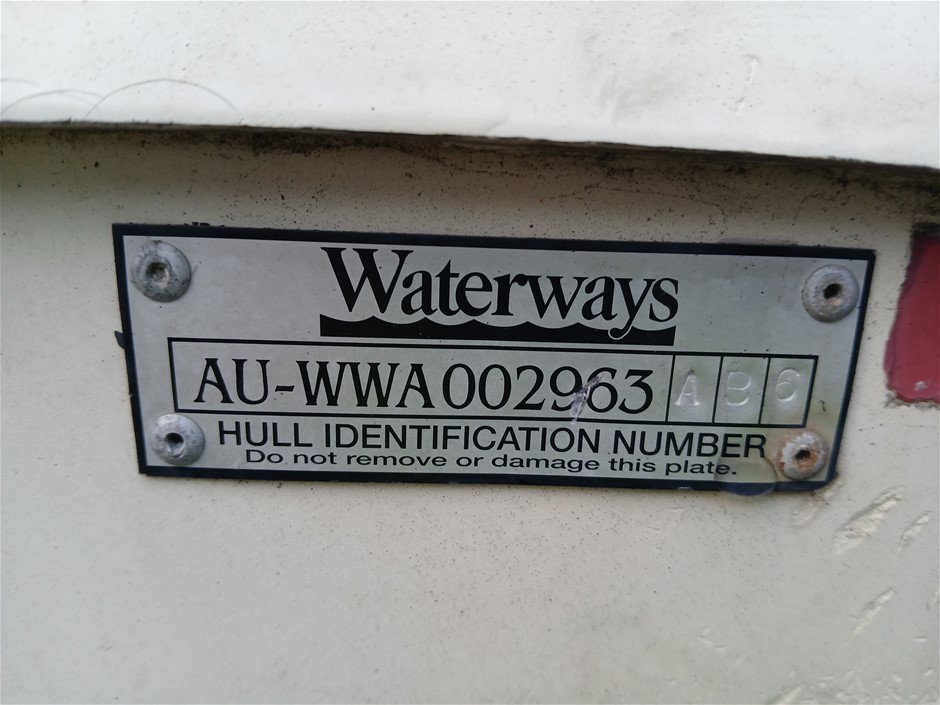 Waterways
AU-WWA002963 A B 6
HULL IDENTIFICATION NUMBER
Do not remove or damage this plate.